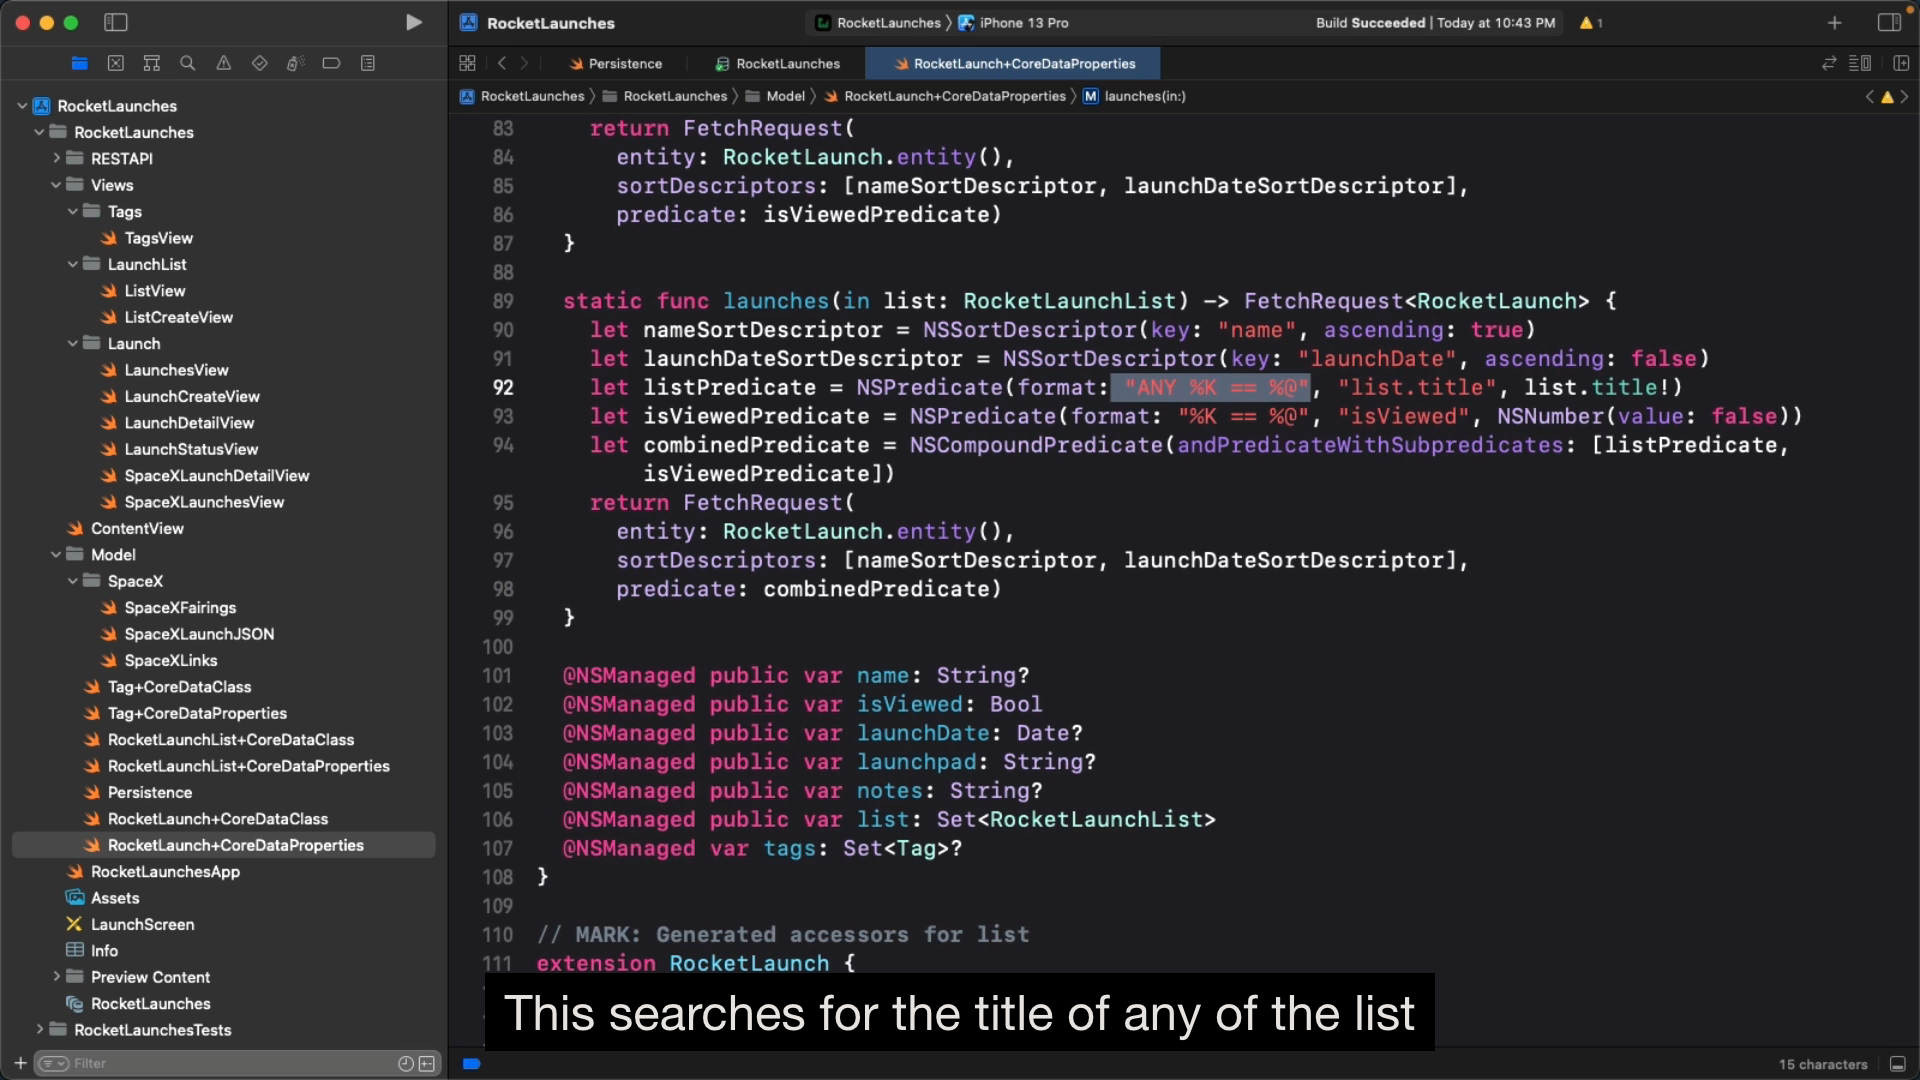 RocketLaunches
RocketLaunches
iPhone 13 Pro
Build Succeeded | Today at 10:43 PM
1
Persistence
RocketLaunches
RocketLaunch+CoreDataProperties
RocketLaunches
RocketLaunches
Model
RocketLaunch+CoreDataProperties
M
launches(in:)
RocketLaunches
RocketLaunches
RESTAPI
Views
Tags
TagsView
LaunchList
ListView
ListCreateView
Launch
LaunchesView
LaunchCreateView
LaunchDetailView
LaunchStatusView
SpaceXLaunchDetailView
SpaceXLaunchesView
ContentView
Model
SpaceX
SpaceXFairings
SpaceXLaunchJSON
SpaceXLinks
Tag+CoreDataClass
Tag+CoreDataProperties
RocketLaunchList+CoreDataClass
RocketLaunchList+CoreDataProperties
Persistence
RocketLaunch+CoreDataClass
RocketLaunch+CoreDataProperties
RocketLaunchesApp
Assets
LaunchScreen
Info
Preview Content
RocketLaunches
RocketLaunchesTests
Filter
83 return FetchRequest(
84 entity: RocketLaunch.entity(),
85 sortDescriptors: [nameSortDescriptor, launchDateSortDescriptor],
86 predicate: isViewedPredicate)
87 }
88
89 static func launches(in list: RocketLaunchList) -> FetchRequest<RocketLaunch> {
90 let nameSortDescriptor = NSSortDescriptor(key: "name", ascending: true)
91 let launchDateSortDescriptor = NSSortDescriptor(key: "launchDate", ascending: false)
92 let listPredicate = NSPredicate(format: "ANY %K == %@", "list.title", list.title!)
93 let isViewedPredicate = NSPredicate(format: "%K == %@", "isViewed", NSNumber(value: false))
94 let combinedPredicate = NSCompoundPredicate(andPredicateWithSubpredicates: [listPredicate,
isViewedPredicate])
95 return FetchRequest(
96 entity: RocketLaunch.entity(),
97 sortDescriptors: [nameSortDescriptor, launchDateSortDescriptor],
98 predicate: combinedPredicate)
99 }
100
101 @NSManaged public var name: String?
102 @NSManaged public var isViewed: Bool
103 @NSManaged public var launchDate: Date?
104 @NSManaged public var launchpad: String?
105 @NSManaged public var notes: String?
106 @NSManaged public var list: Set<RocketLaunchList>
107 @NSManaged var tags: Set<Tag>?
108 }
109
110 // MARK: Generated accessors for list
111 extension RocketLaunch {
This searches for the title of any of the list
15 characters